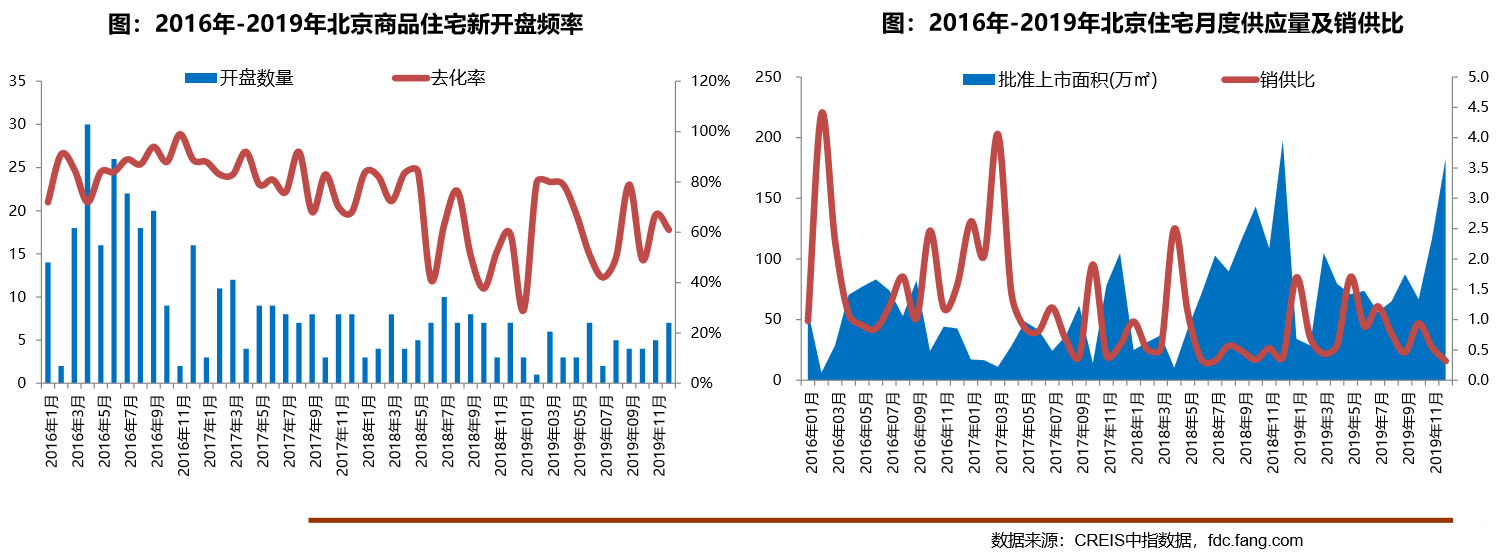 图：2016年-2019年北京商品住宅新开盘频率
开盘数量
去化率
35
30
25
20
15
10
5
0
120%
100%
80%
60%
40%
20%
0%
2016年1月
2016年3月
2016年5月
2016年7月
2016年9月
2016年11月
2017年1月
2017年3月
2017年5月
2017年7月
2017年9月
2017年11月
2018年1月
2018年3月
2018年5月
2018年7月
2018年9月
2018年11月
2019年01月
2019年03月
2019年05月
2019年07月
2019年09月
2019年11月
图：2016年-2019年北京住宅月度供应量及销供比
批准上市面积(万㎡)
销供比
250
200
150
100
50
0
5.0
4.5
4.0
3.5
3.0
2.5
2.0
1.5
1.0
0.5
0.0
2016年01月
2016年03月
2016年05月
2016年07月
2016年09月
2016年11月
2017年1月
2017年03月
2017年05月
2017年07月
2017年09月
2017年11月
2018年1月
2018年3月
2018年5月
2018年7月
2018年9月
2018年11月
2019年1月
2019年3月
2019年5月
2019年7月
2019年9月
2019年11月
数据来源：CREIS中指数据，fdc.fang.com